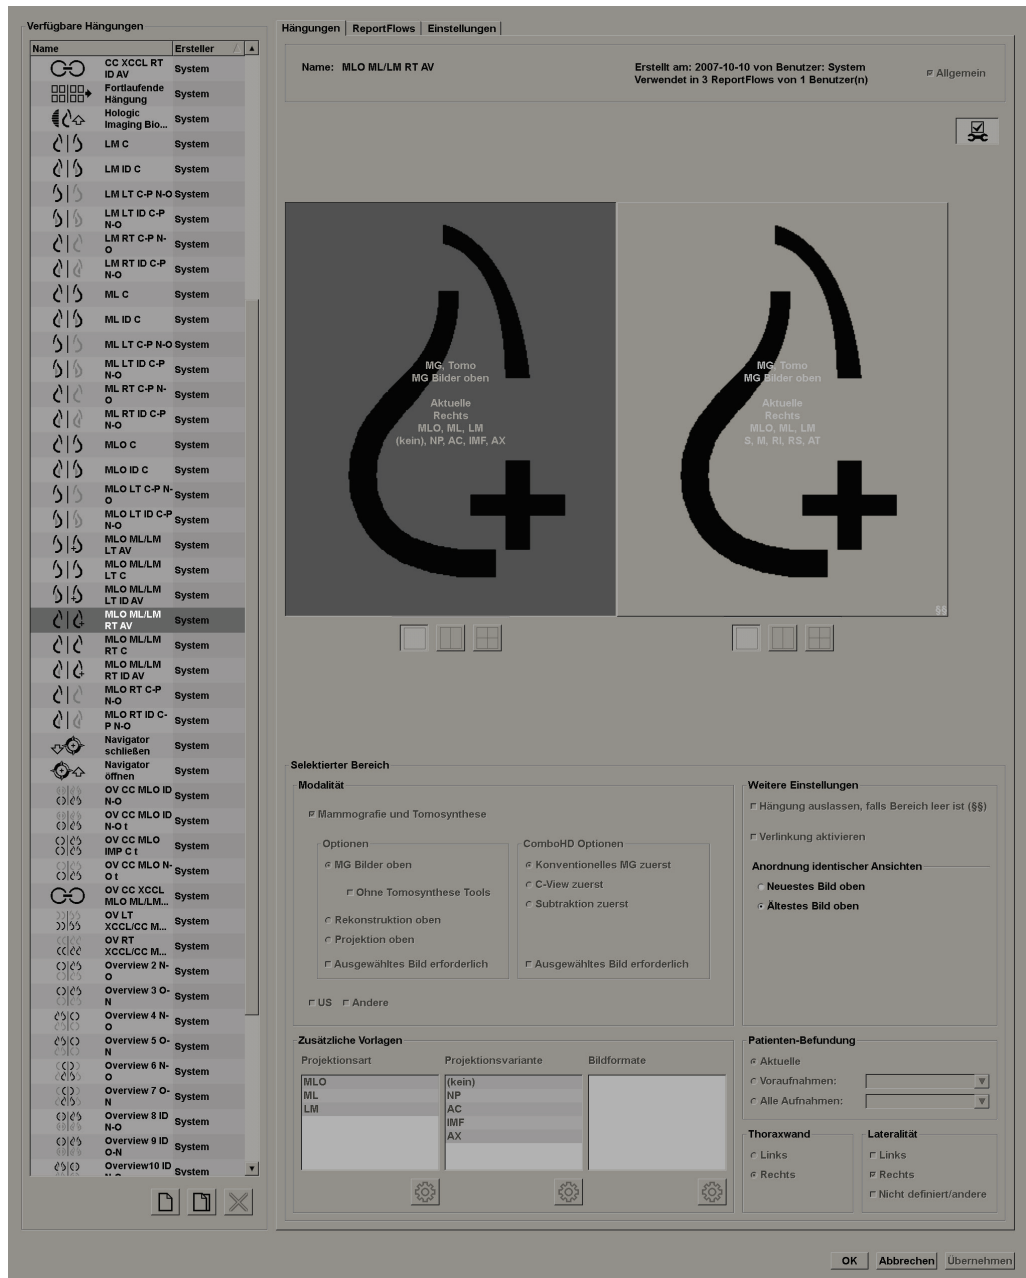 Verfügbare Hängungen
Name Ersteller
CC XCCL RT
ID AV System
Fortlaufende
Hängung System
Hologic
Imaging Bio... System
LM C System
LM ID C System
LM LT C-P N-O System
LM LT ID C-P
N-O System
LM RT C-P N-
O System
LM RT ID C-P
N-O System
ML C System
ML ID C System
ML LT C-P N-O System
ML LT ID C-P
N-O System
ML RT C-P N-
O System
ML RT ID C-P
N-O System
MLO C System
MLO ID C System
MLO LT C-P N-
O System
MLO LT ID C-P
N-O System
MLO ML/LM
LT AV System
MLO ML/LM
LT C System
MLO ML/LM
LT ID AV System
MLO ML/LM
RT AV System
MLO ML/LM
RT C System
MLO ML/LM
RT ID AV System
MLO RT C-P
N-O System
MLO RT ID C-
P N-O System
Navigator
schließen System
Navigator
öffnen System
OV CC MLO ID
N-O System
OV CC MLO ID
N-O t System
OV CC MLO
IMP C t System
OV CC MLO N-
O t System
OV CC XCCL
MLO ML/LM... System
OV LT
XCCL/CC M... System
OV RT
XCCL/CC M... System
Overview 2 N-
O System
Overview 3 O-
N System
Overview 4 N-
O System
Overview 5 O-
N System
Overview 6 N-
O System
Overview 7 O-
N System
Overview 8 ID
N-O System
Overview 9 ID
O-N System
Overview10 ID
N-O System
Hängungen ReportFlows Einstellungen
Name: MLO ML/LM RT AV
Erstellt am: 2007-10-10 von Benutzer: System
Verwendet in 3 ReportFlows von 1 Benutzer(n)
Allgemein
MG, Tomo
MG Bilder oben
Aktuelle
Rechts
MLO, ML, LM
(kein), NP, AC, IMF, AX
MG, Tomo
MG Bilder oben
Aktuelle
Rechts
MLO, ML, LM
S, M, RI, RS, AT
§§
Selektierter Bereich
Modalität
Mammografie und Tomosynthese
Optionen
MG Bilder oben
Ohne Tomosynthese Tools
Rekonstruktion oben
Projektion oben
Ausgewähltes Bild erforderlich
ComboHD Optionen
Konventionelles MG zuerst
C-View zuerst
Subtraktion zuerst
Ausgewähltes Bild erforderlich
US Andere
Weitere Einstellungen
Hängung auslassen, falls Bereich leer ist (§§)
Verlinkung aktivieren
Anordnung identischer Ansichten
Neuestes Bild oben
Ältestes Bild oben
Zusätzliche Vorlagen
Projektionsart Projektionsvariante Bildformate
MLO
ML
LM
(kein)
NP
AC
IMF
AX
Patienten-Befundung
Aktuelle
Voraufnahmen:
Alle Aufnahmen:
Thoraxwand
Links
Rechts
Lateralität
Links
Rechts
Nicht definiert/andere
OK Abbrechen Übernehmen